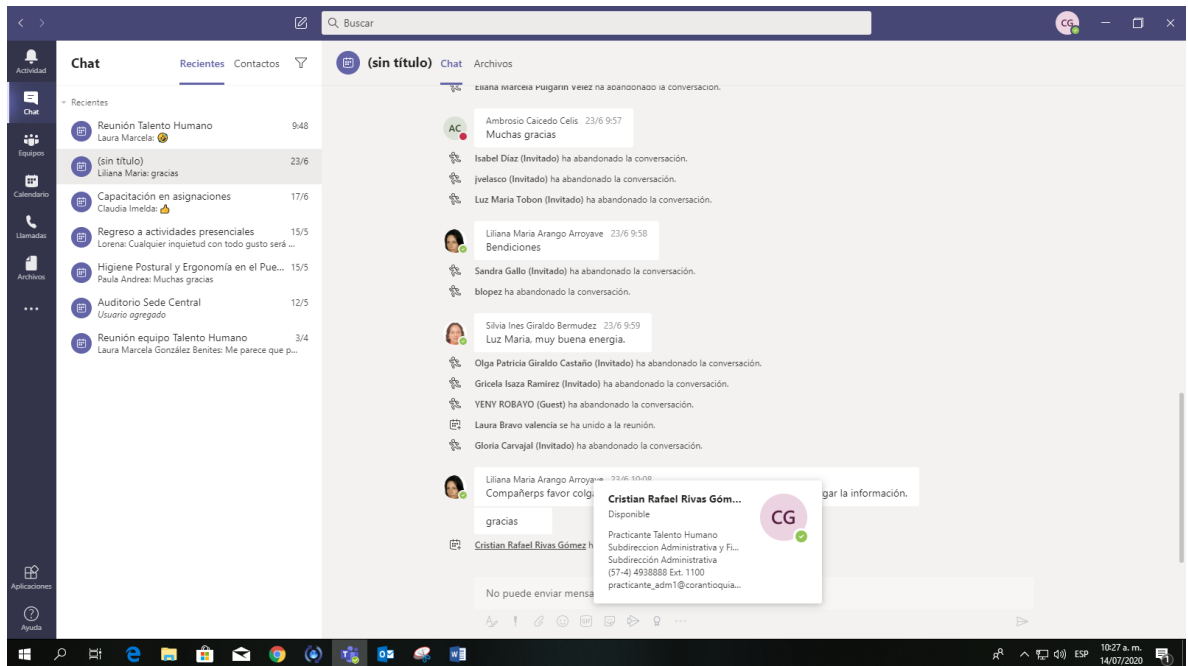 Buscar
CG
Actividad
Chat
Equipos
Calendario
Llamadas
Archivos
Aplicaciones
Ayuda
Chat
Recientes Contactos
Recientes
Reunión Talento Humano 9:48
Laura Marcela:
(sin título) 23/6
Liliana Maria: gracias
Capacitación en asignaciones 17/6
Claudia Imelda:
Regreso a actividades presenciales 15/5
Lorena: Cualquier inquietud con todo gusto será ...
Higiene Postural y Ergonomía en el Pue... 15/5
Paula Andrea: Muchas gracias
Auditorio Sede Central 12/5
Usuario agregado
Reunión equipo Talento Humano 3/4
Laura Marcela González Benites: Me parece que p...
(sin título) Chat Archivos
Eliana Marcela Pulgarin Velez ha abandonado la conversación.
AC
Ambrosio Caicedo Celis 23/6 9:57
Muchas gracias
Isabel Diaz (Invitado) ha abandonado la conversación.
jvelasco (Invitado) ha abandonado la conversación.
Luz Maria Tobon (Invitado) ha abandonado la conversación.
Liliana Maria Arango Arroyave 23/6 9:58
Bendiciones
Sandra Gallo (Invitado) ha abandonado la conversación.
blopez ha abandonado la conversación.
Silvia Ines Giraldo Bermudez 23/6 9:59
Luz Maria, muy buena energia.
Olga Patricia Giraldo Castaño (Invitado) ha abandonado la conversación.
Gricela Isaza Ramirez (Invitado) ha abandonado la conversación.
YENY ROBAYO (Guest) ha abandonado la conversación.
Laura Bravo valencia se ha unido a la reunión.
Gloria Carvajal (Invitado) ha abandonado la conversación.
Liliana Maria Arango Arroyave 23/6 10:08
Compañerps favor colga
gar la información.
gracias
Cristian Rafael Rivas Gómez h
No puede enviar mensa
Cristian Rafael Rivas Góm...
Disponible
CG
Practicante Talento Humano
Subdireccion Administrativa y Fi...
Subdirección Administrativa
(57-4) 4938888 Ext. 1100
practicante_adm1@corantioquia...
GIF
ESP
10:27 a. m.
14/07/2020